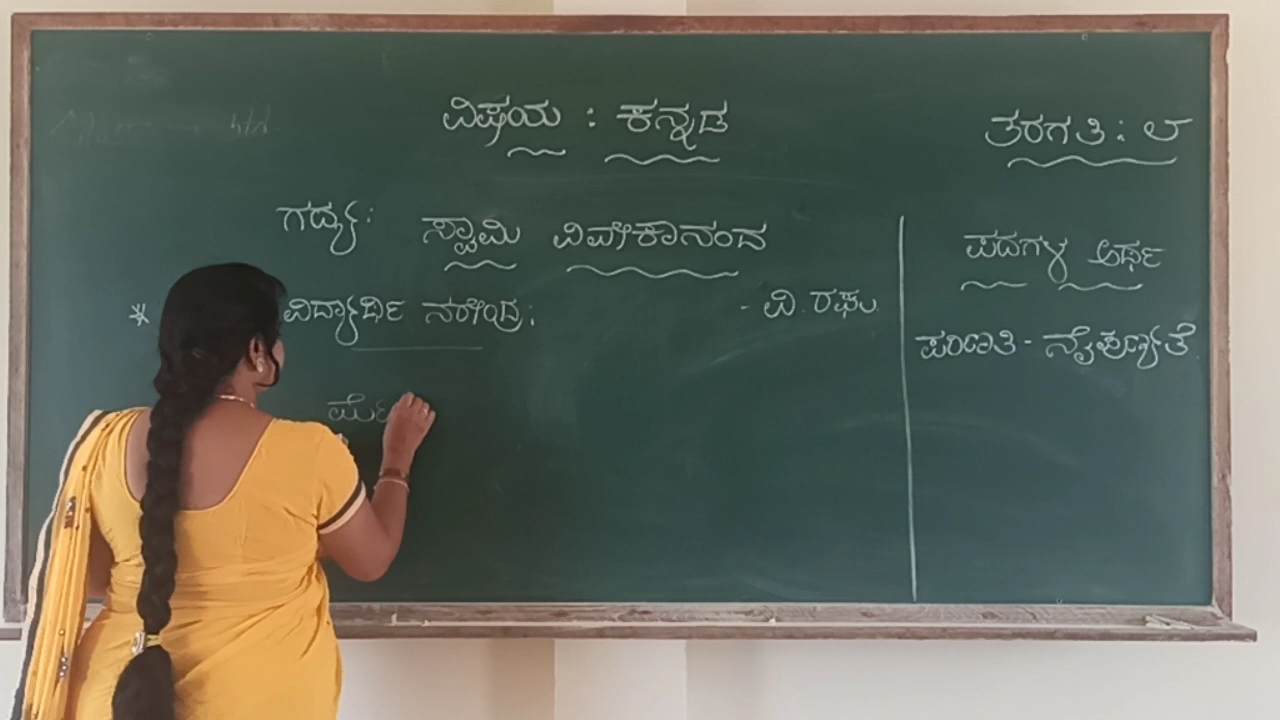 ವಿಷಯ : ಕನ್ನಡ
ತರಗತಿ : ೮
ಗದ್ಯ : ಸ್ವಾಮಿ ವಿವೇಕಾನಂದ
- ವಿ. ರಘು.
* ವಿದ್ಯಾರ್ಥಿ ನರೇಂದ್ರ :
ಪದಗಳ ಅರ್ಥ
ಪರಿಣತಿ - ನೈಪುಣ್ಯತೆ.